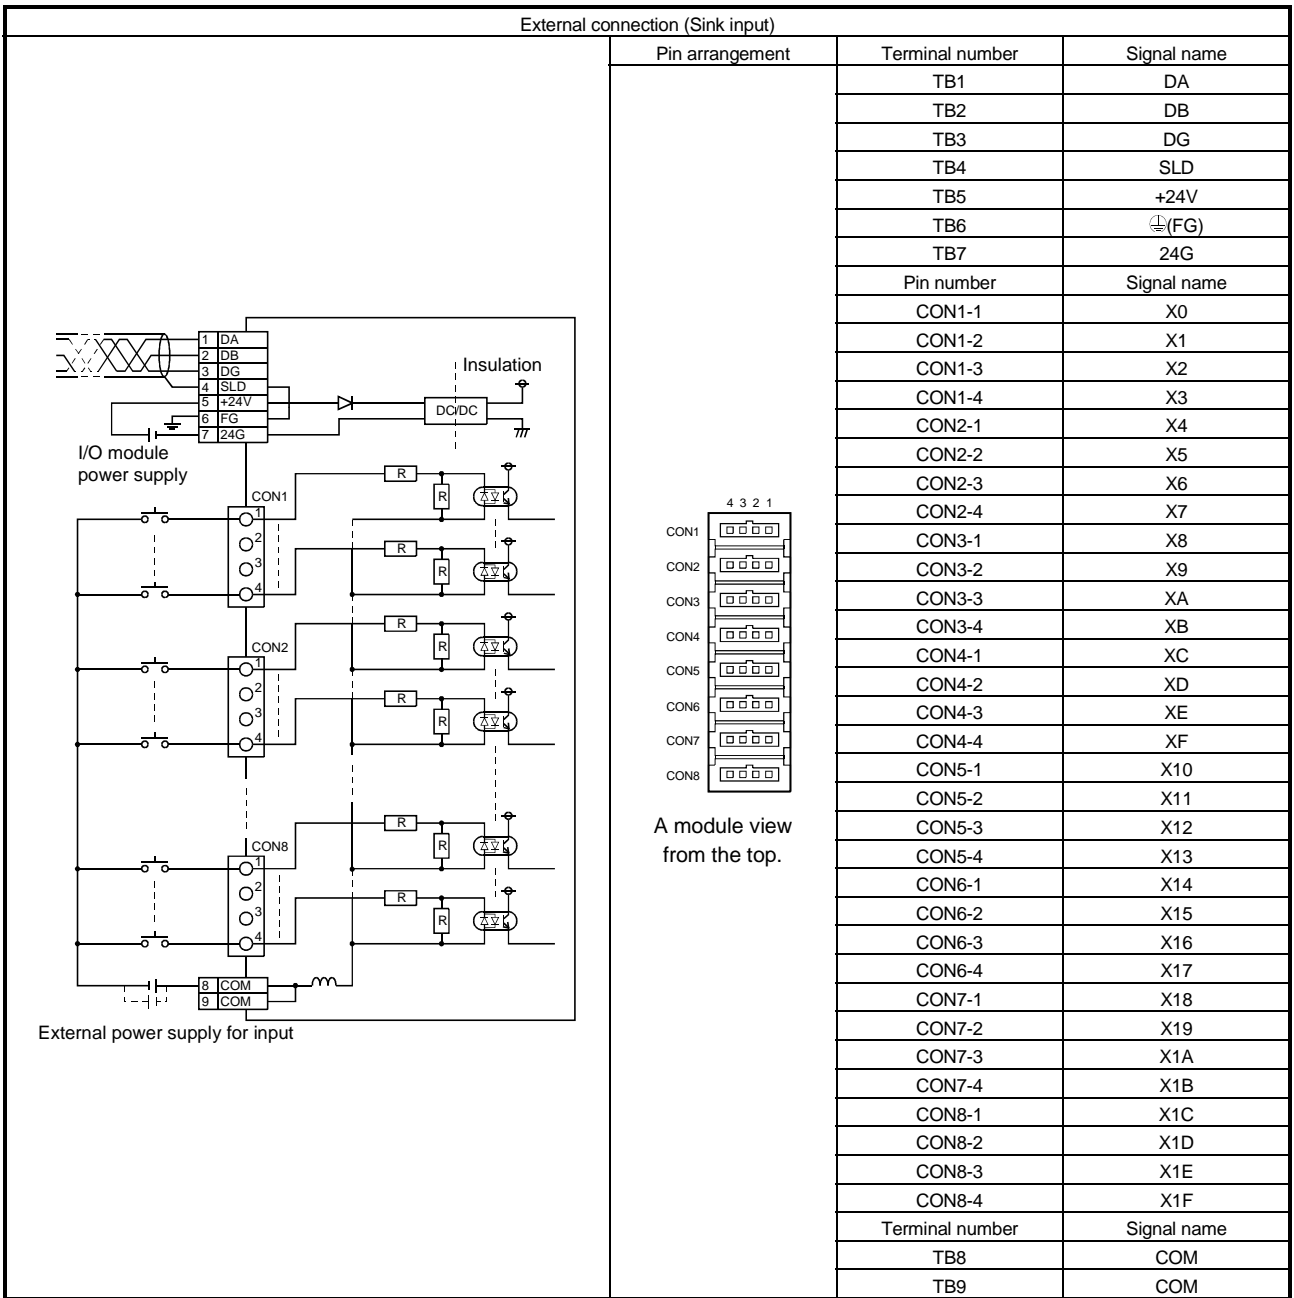 External connection (Sink input)
Pin arrangement
Terminal number Signal name
TB1 DA
TB2 DB
TB3 DG
TB4 SLD
TB5 +24V
TB6 (FG)
TB7 24G
Pin number Signal name
CON1-1 X0
CON1-2 X1
CON1-3 X2
CON1-4 X3
CON2-1 X4
CON2-2 X5
CON2-3 X6
CON2-4 X7
CON3-1 X8
CON3-2 X9
CON3-3 XA
CON3-4 XB
CON4-1 XC
CON4-2 XD
CON4-3 XE
CON4-4 XF
CON5-1 X10
CON5-2 X11
CON5-3 X12
CON5-4 X13
CON6-1 X14
CON6-2 X15
CON6-3 X16
CON6-4 X17
CON7-1 X18
CON7-2 X19
CON7-3 X1A
CON7-4 X1B
CON8-1 X1C
CON8-2 X1D
CON8-3 X1E
CON8-4 X1F
Terminal number Signal name
TB8 COM
TB9 COM
1 DA
2 DB
3 DG
4 SLD
5 +24V
6 FG
7 24G
Insulation
DC/DC
I/O module
power supply
CON1
1
2
3
4
R
R
R
R
CON2
1
2
3
4
R
R
R
R
CON8
1
2
3
4
R
R
R
R
8 COM
9 COM
External power supply for input
4 3 2 1
CON1
CON2
CON3
CON4
CON5
CON6
CON7
CON8
A module view
from the top.